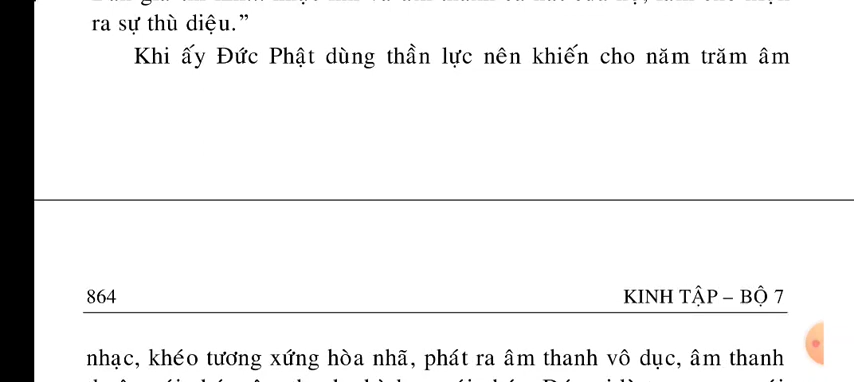 ra sự thù diệu.”
Khi ấy Đức Phật dùng thần lực nên khiến cho năm trăm âm
864 KINH TẬP – BỘ 7
nhạc, khéo tương xứng hòa nhã, phát ra âm thanh vô dục, âm thanh